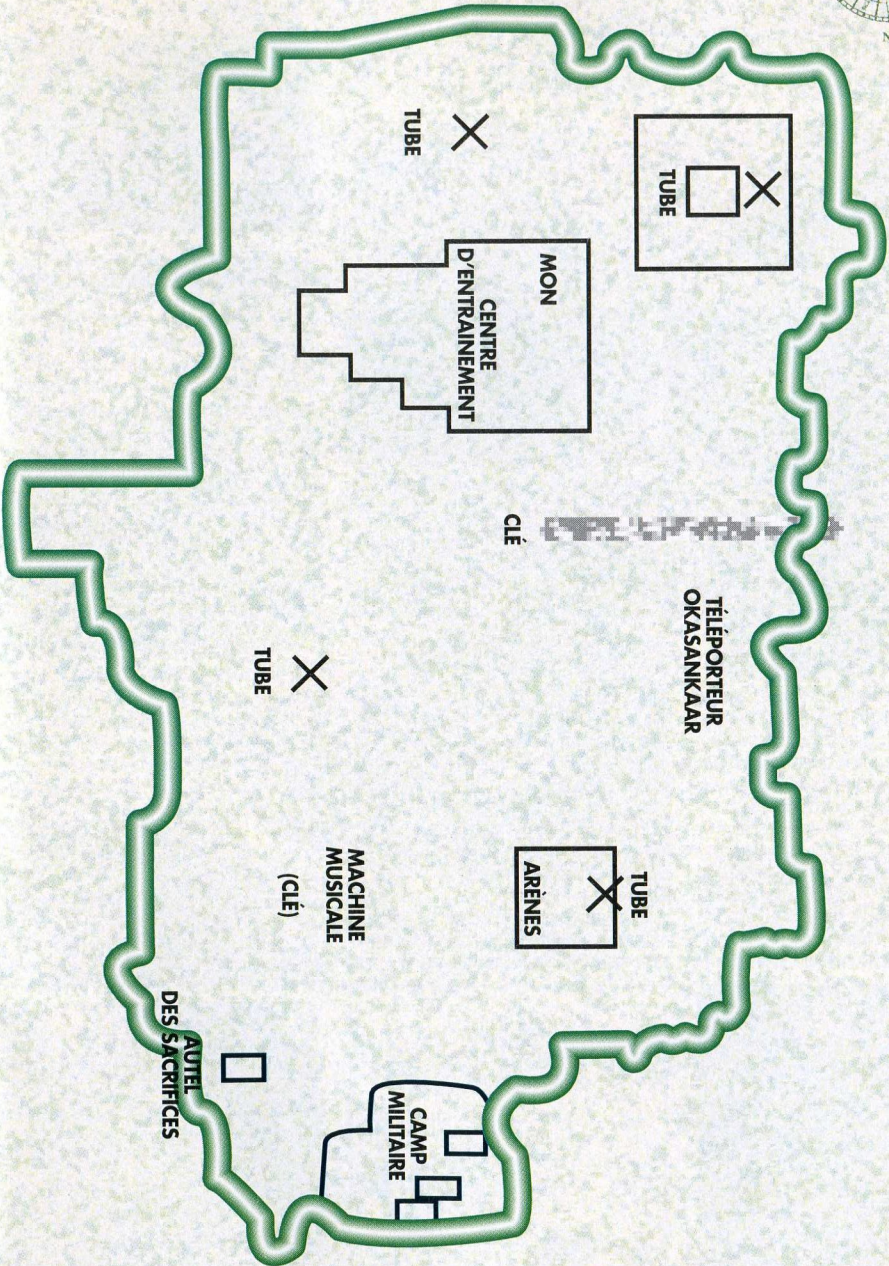 N
TÉLÉPORTEUR
OKASANKAAR
TUBE
TUBE
MON
ARÈNES
CLÉ
CENTRE
D'ENTRAINEMENT
CAMP
MILITAIRE
TUBE
MACHINE
MUSICALE
(CLÉ)
TUBE
AUTEL
DES SACRIFICES